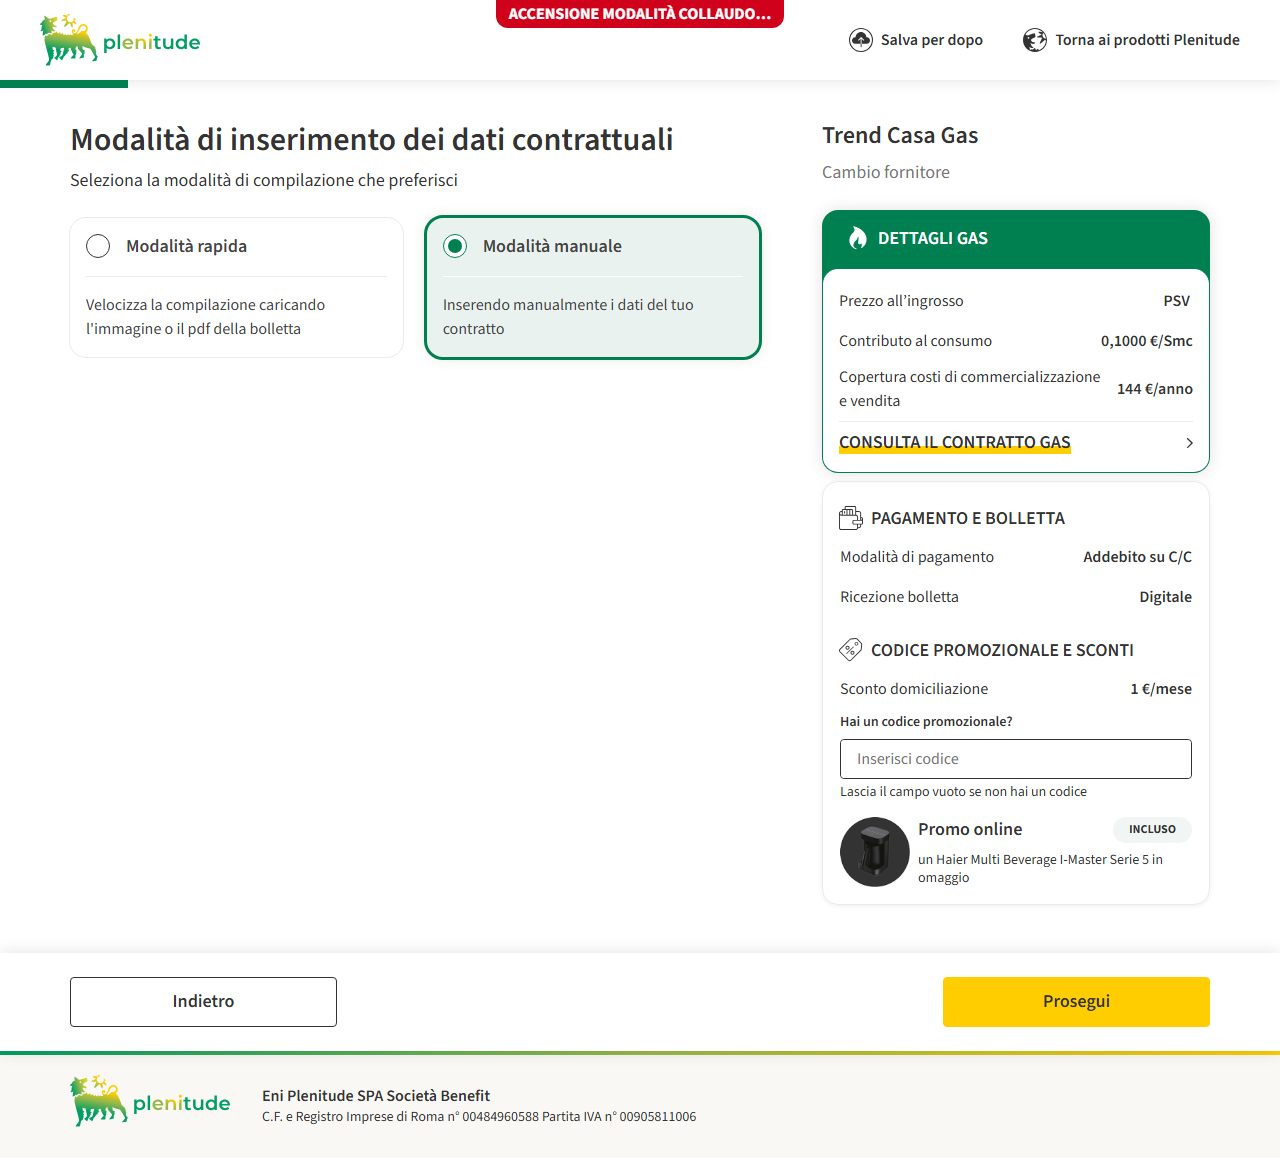 ACCENSIONE MODALITÀ COLLAUDO...
plenitude
Salva per dopo
Torna ai prodotti Plenitude
Modalità di inserimento dei dati contrattuali
Seleziona la modalità di compilazione che preferisci
Modalità rapida
Velocizza la compilazione caricando
l'immagine o il pdf della bolletta
Modalità manuale
Inserendo manualmente i dati del tuo
contratto
Trend Casa Gas
Cambio fornitore
DETTAGLI GAS
Prezzo all’ingrosso PSV
Contributo al consumo 0,1000 €/Smc
Copertura costi di commercializzazione
e vendita 144 €/anno
CONSULTA IL CONTRATTO GAS
PAGAMENTO E BOLLETTA
Modalità di pagamento Addebito su C/C
Ricezione bolletta Digitale
CODICE PROMOZIONALE E SCONTI
Sconto domiciliazione 1 €/mese
Hai un codice promozionale?
Inserisci codice
Lascia il campo vuoto se non hai un codice
Promo online INCLUSO
un Haier Multi Beverage I-Master Serie 5 in
omaggio
Indietro
Prosegui
plenitude
Eni Plenitude SPA Società Benefit
C.F. e Registro Imprese di Roma n° 00484960588 Partita IVA n° 00905811006